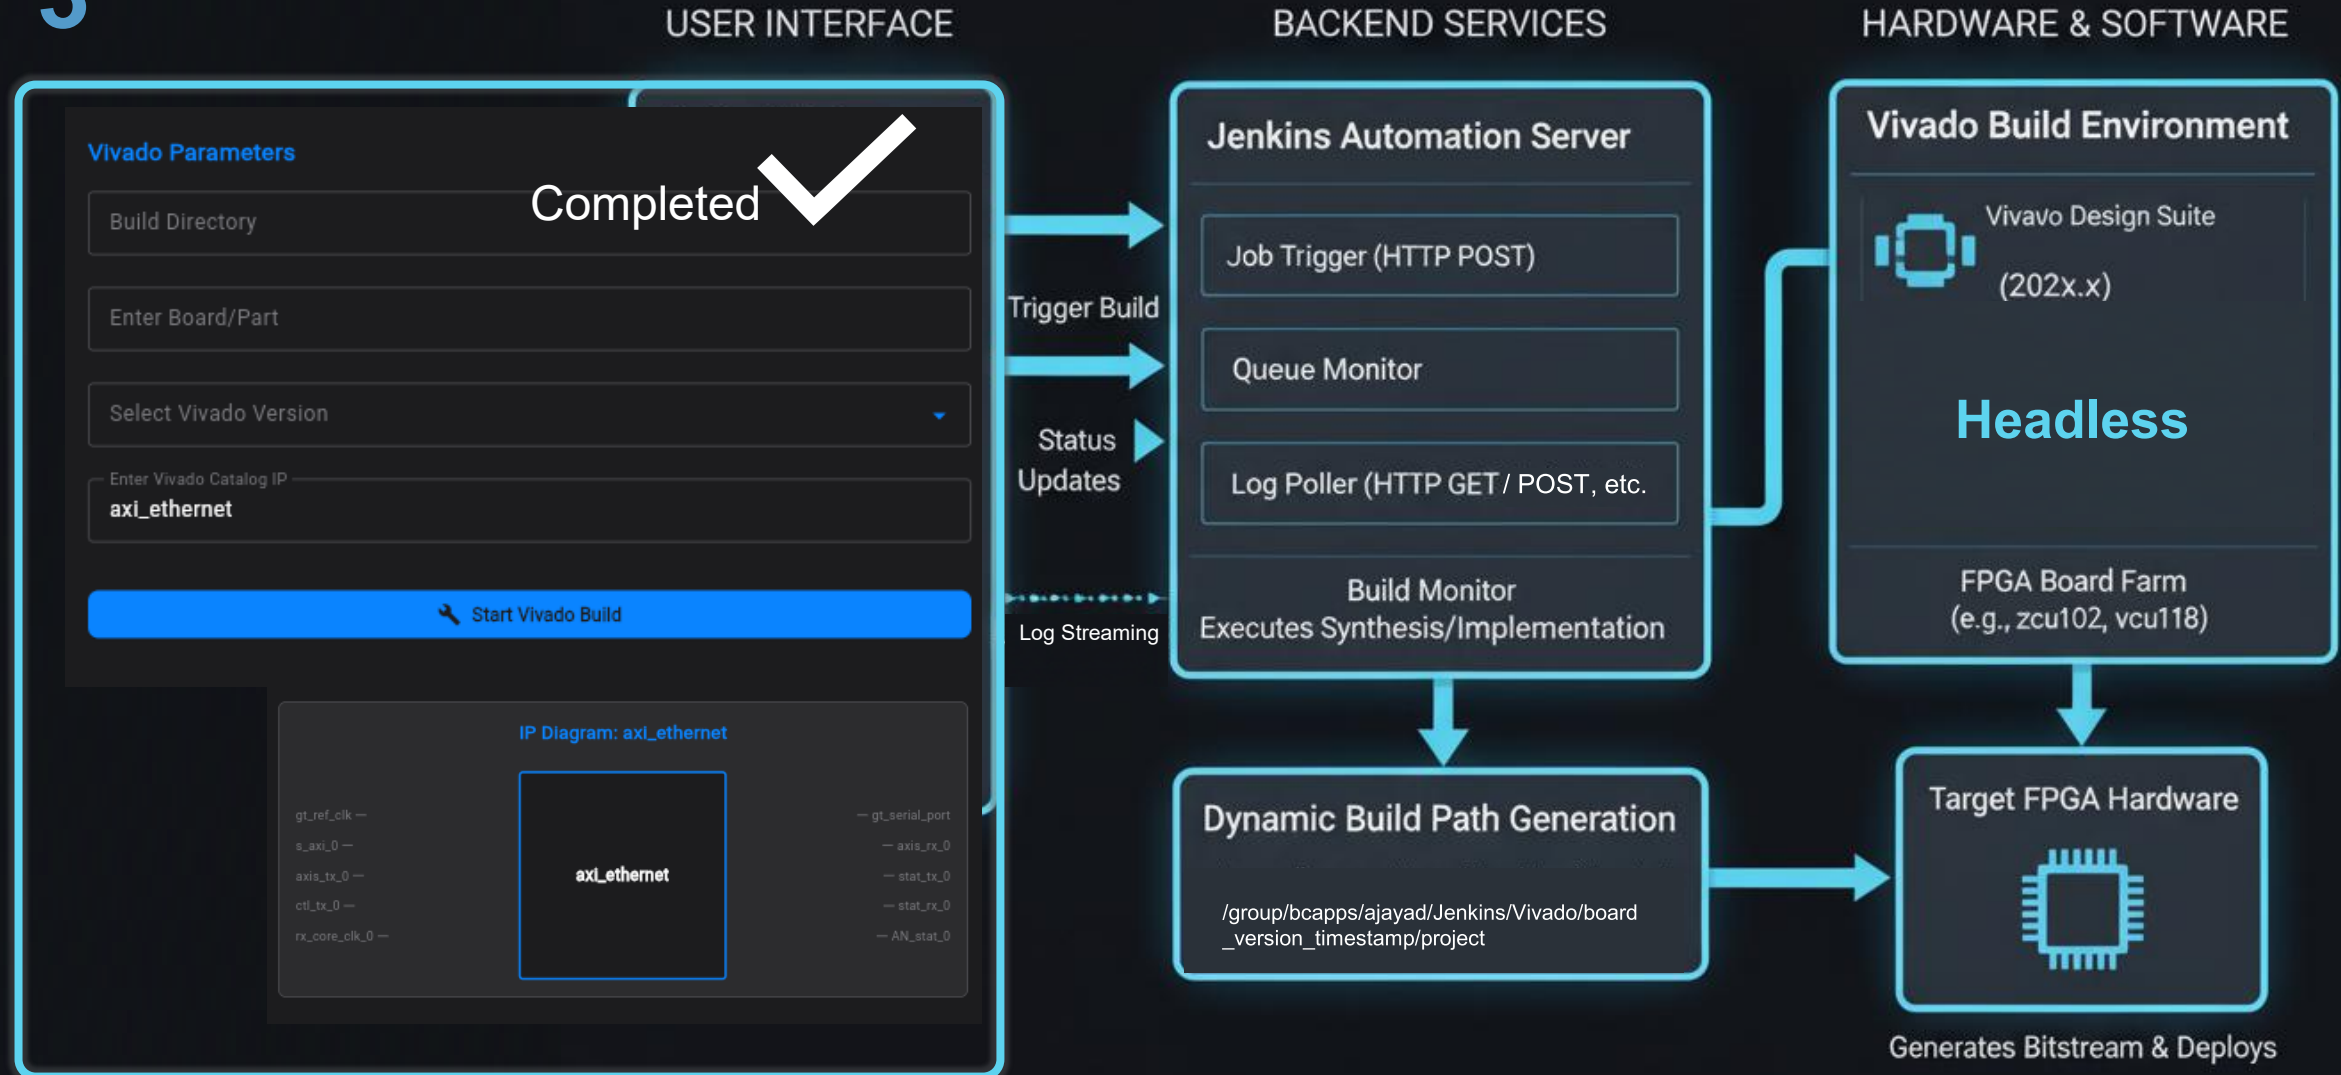 USER INTERFACE
BACKEND SERVICES
HARDWARE & SOFTWARE
Vivado Parameters
Completed
Build Directory
Enter Board/Part
Select Vivado Version
Enter Vivado Catalog IP
axi_ethernet
Start Vivado Build
IP Diagram: axi_ethernet
gt_ref_clk
s_axi_0
axis_tx_0
ctl_tx_0
rx_core_clk_0
axi_ethernet
gt_serial_port
axis_rx_0
stat_tx_0
stat_rx_0
AN_stat_0
Trigger Build
Status
Updates
Log Streaming
Jenkins Automation Server
Job Trigger (HTTP POST)
Queue Monitor
Log Poller (HTTP GET / POST, etc.
Build Monitor
Executes Synthesis/Implementation
Dynamic Build Path Generation
/group/bcapps/ajayad/Jenkins/Vivado/board
_version_timestamp/project
Vivado Build Environment
Vivavo Design Suite
(202x.x)
Headless
FPGA Board Farm
(e.g., zcu102, vcu118)
Target FPGA Hardware
Generates Bitstream & Deploys